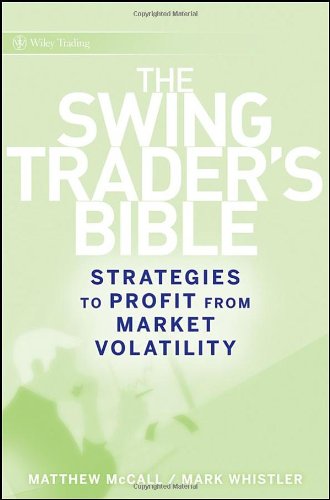 Copyrighted Material
Wiley Trading
THE
SWING
TRADER'S
BIBLE
STRATEGIES
TO PROFIT FROM
MARKET
VOLATILITY
MATTHEW McCALL / MARK WHISTLER
Copyrighted Material